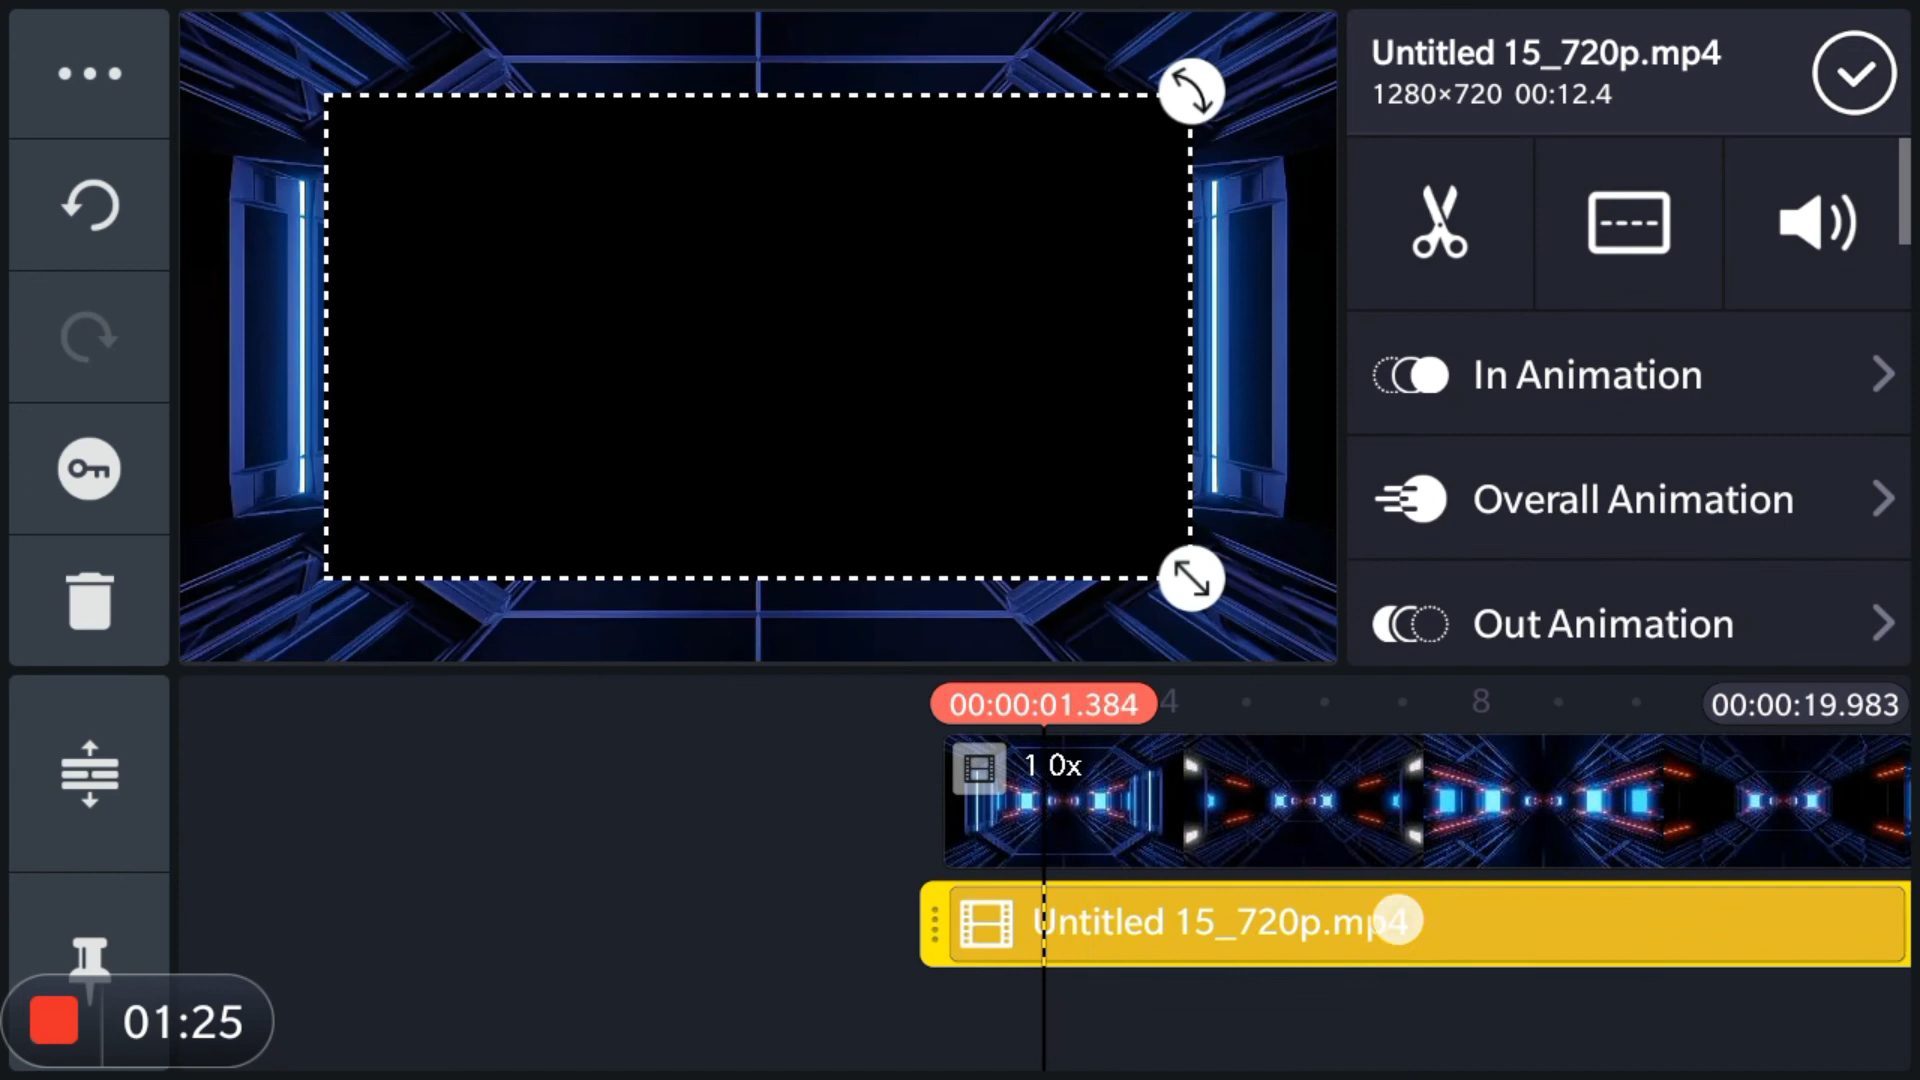 Untitled 15_720p.mp4
1280×720 00:12.4
In Animation
Overall Animation
Out Animation
00:00:01.384
4
8
00:00:19.983
1 0x
Untitled 15_720p.mp4
01:25